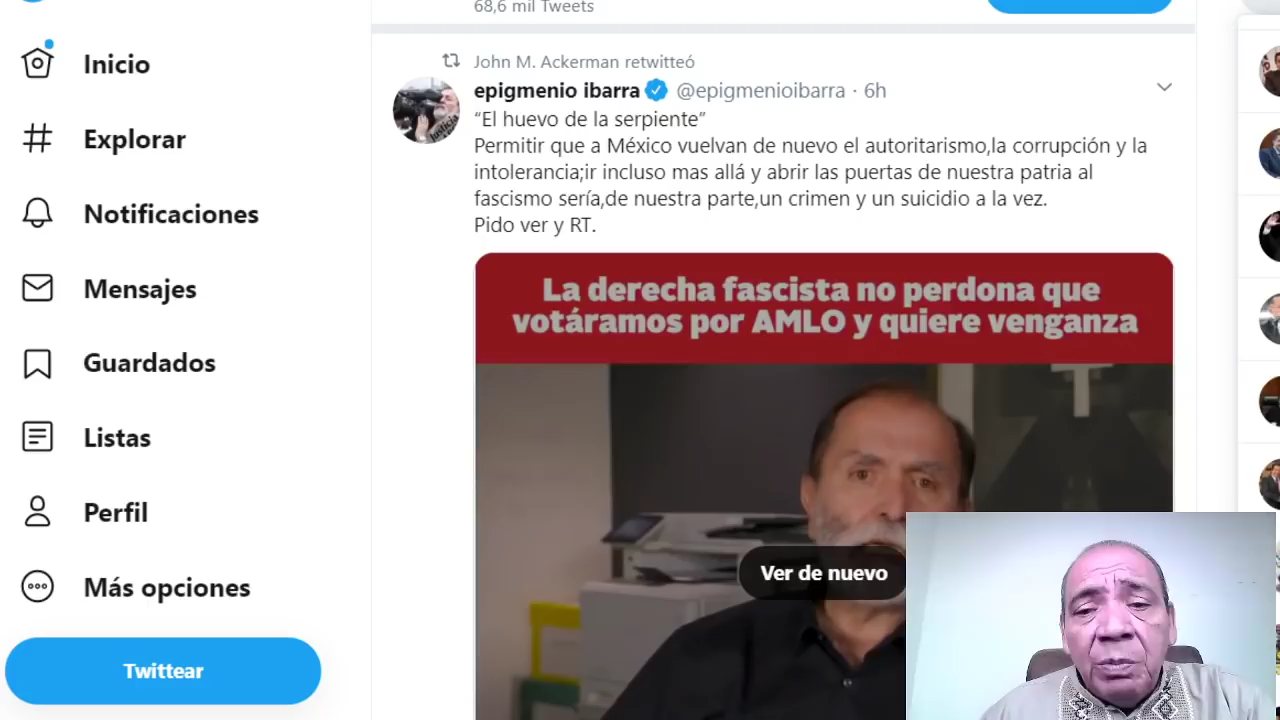 68,6 mil Tweets
Inicio
Explorar
Notificaciones
Mensajes
Guardados
Listas
Perfil
Más opciones
Twittear
John M. Ackerman retwitteó
epigmenio ibarra @epigmenioibarra · 6h
“El huevo de la serpiente”
Permitir que a México vuelvan de nuevo el autoritarismo,la corrupción y la
intolerancia;ir incluso mas allá y abrir las puertas de nuestra patria al
fascismo sería,de nuestra parte,un crimen y un suicidio a la vez.
Pido ver y RT.
La derecha fascista no perdona que
votáramos por AMLO y quiere venganza
Ver de nuevo